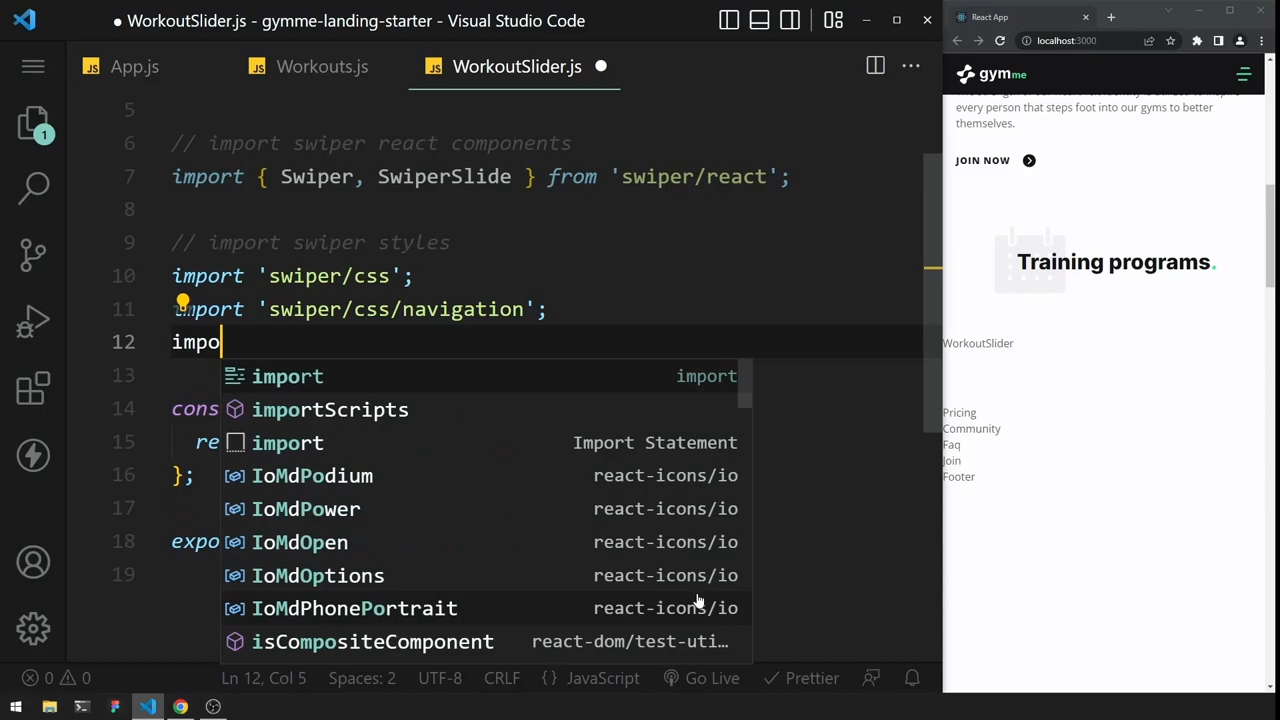 ● WorkoutSlider.js - gymme-landing-starter - Visual Studio Code
JS App.js
JS Workouts.js
JS WorkoutSlider.js ●
1
5
6 // import swiper react components
7 import { Swiper, SwiperSlide } from 'swiper/react';
8
9 // import swiper styles
10 import 'swiper/css';
11 import 'swiper/css/navigation';
12 impo
13 import import
14 cons importScripts
15 re import Import Statement
16 }; IoMdPodium react-icons/io
17 IoMdPower react-icons/io
18 expo IoMdOpen react-icons/io
19 IoMdOptions react-icons/io
IoMdPhonePortrait react-icons/io
isCompositeComponent react-dom/test-uti…
0 0 Ln 12, Col 5 Spaces: 2 UTF-8 CRLF {} JavaScript Go Live Prettier
React App
localhost:3000
gymme
every person that steps foot into our gyms to better
themselves.
JOIN NOW
Training programs.
WorkoutSlider
Pricing
Community
Faq
Join
Footer